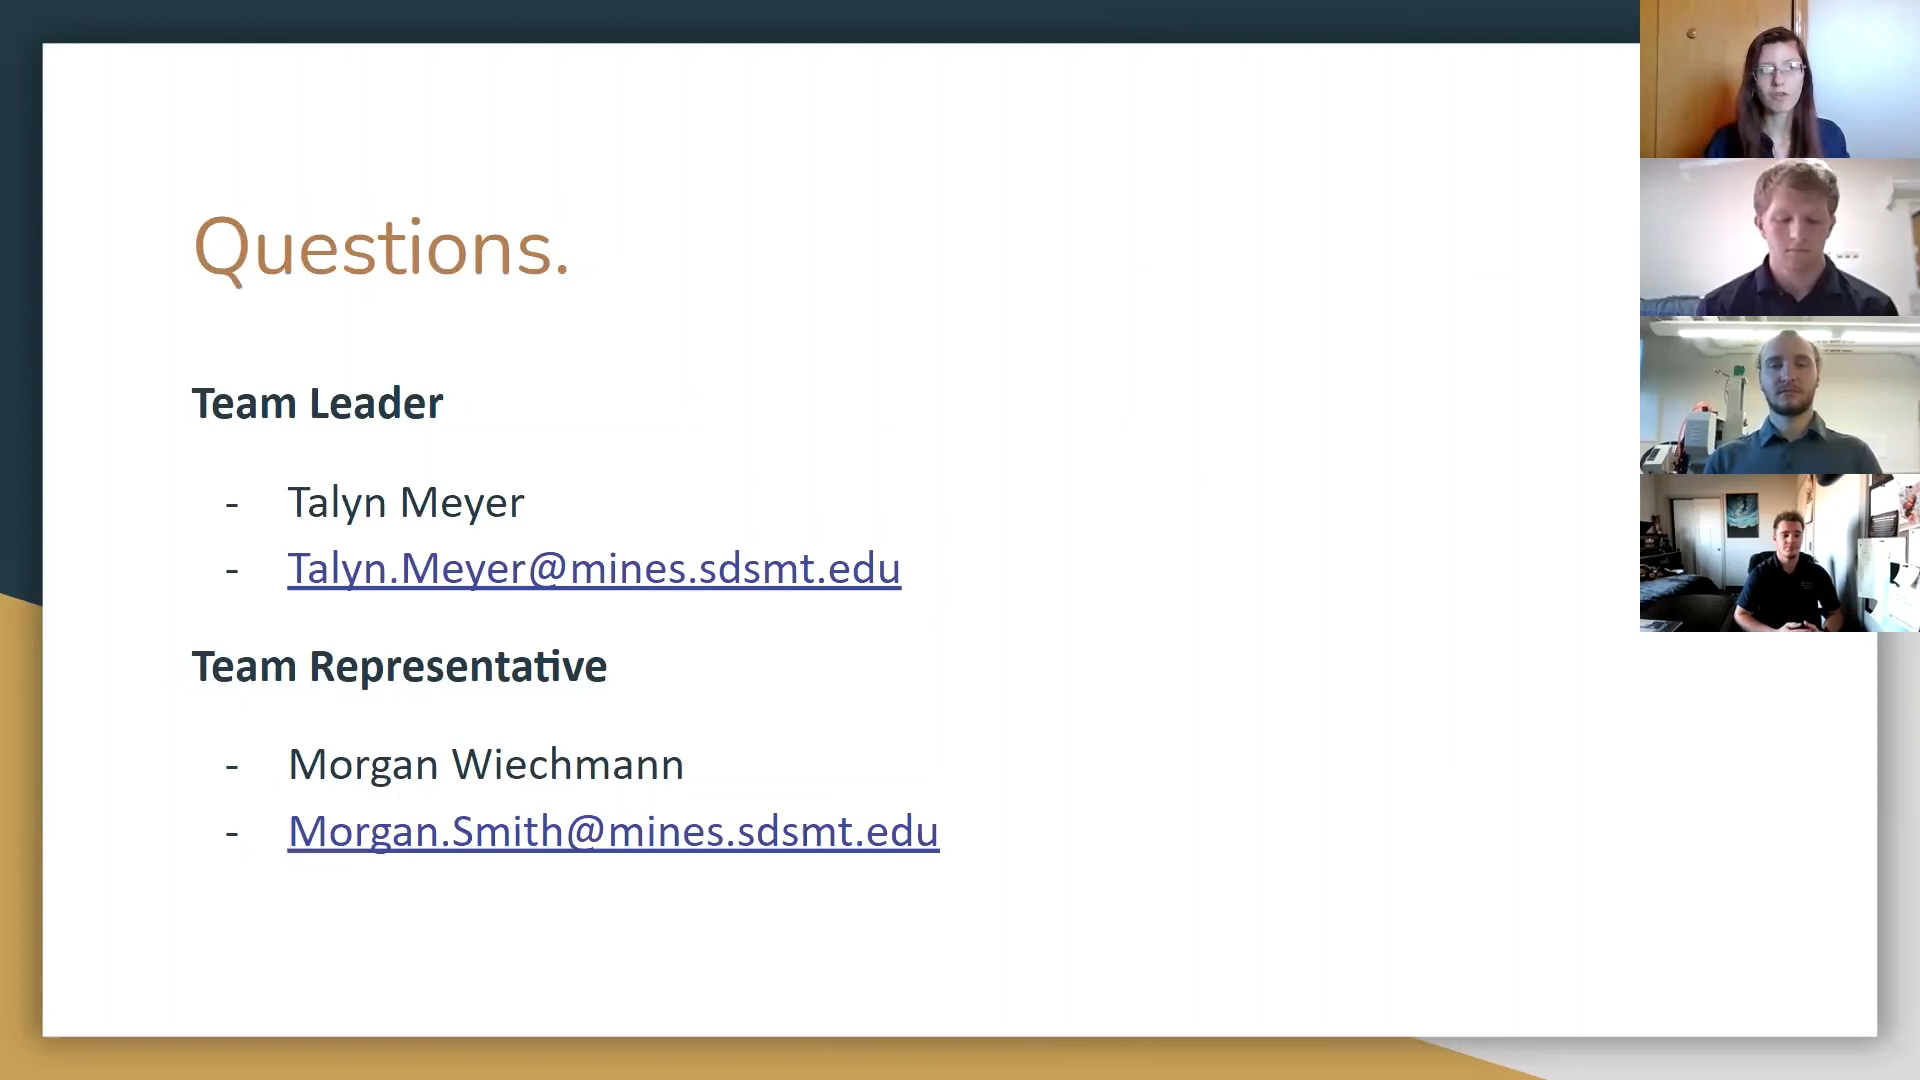 Questions.
Team Leader
- Talyn Meyer
- Talyn.Meyer@mines.sdsmt.edu
Team Representative
- Morgan Wiechmann
- Morgan.Smith@mines.sdsmt.edu